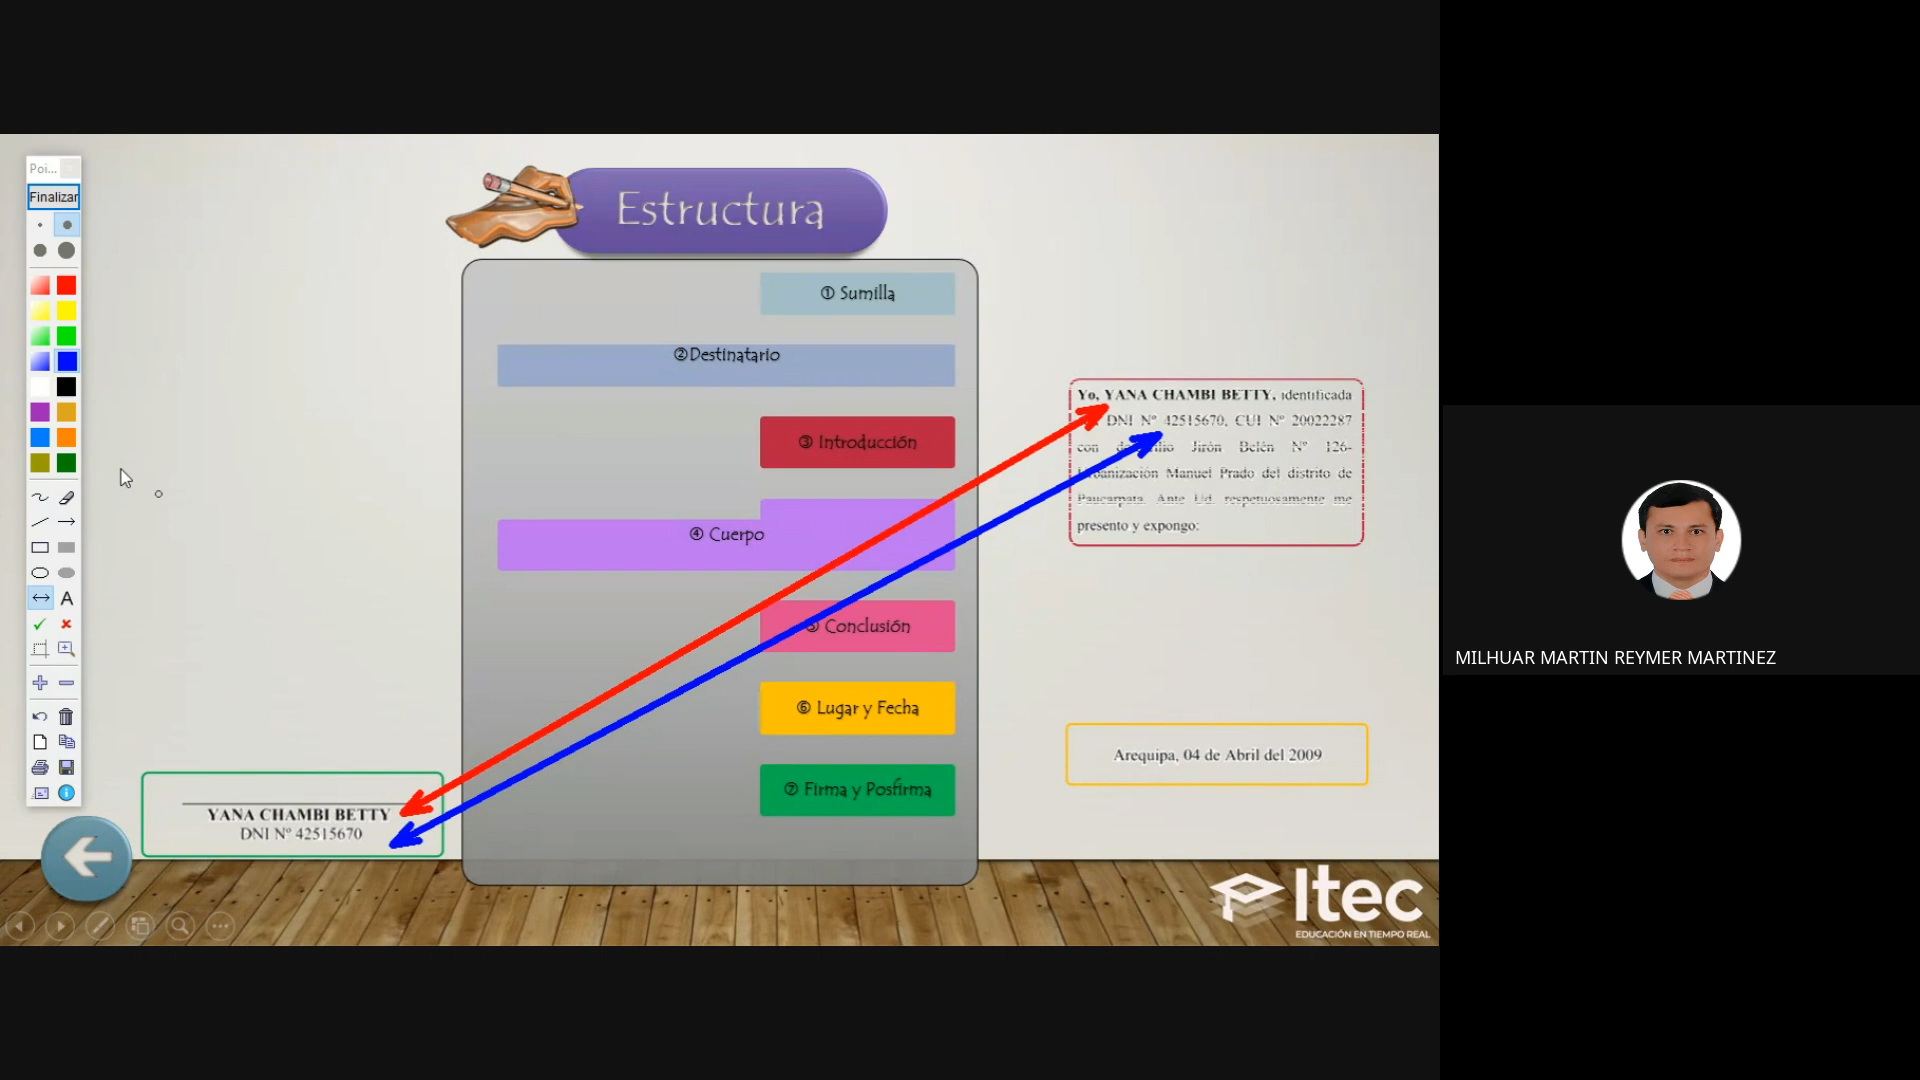 Poi...
Finalizar
A
Estructura
① Sumilla
②Destinatario
③ Introducción
④ Cuerpo
⑤ Conclusión
⑥ Lugar y Fecha
⑦ Firma y Posfirma
Yo, YANA CHAMBI BETTY, identificada
DNI Nº 42515670, CUI Nº 20022287
con Jirón Belén Nº 126-
Urbanización Manuel Prado del distrito de
Paucarpata. Ante Ud. respetuosamente me
presento y expongo:
Arequipa, 04 de Abril del 2009
YANA CHAMBI BETTY
DNI Nº 42515670
Itec
EDUCACIÓN EN TIEMPO REAL
MILHUAR MARTIN REYMER MARTINEZ